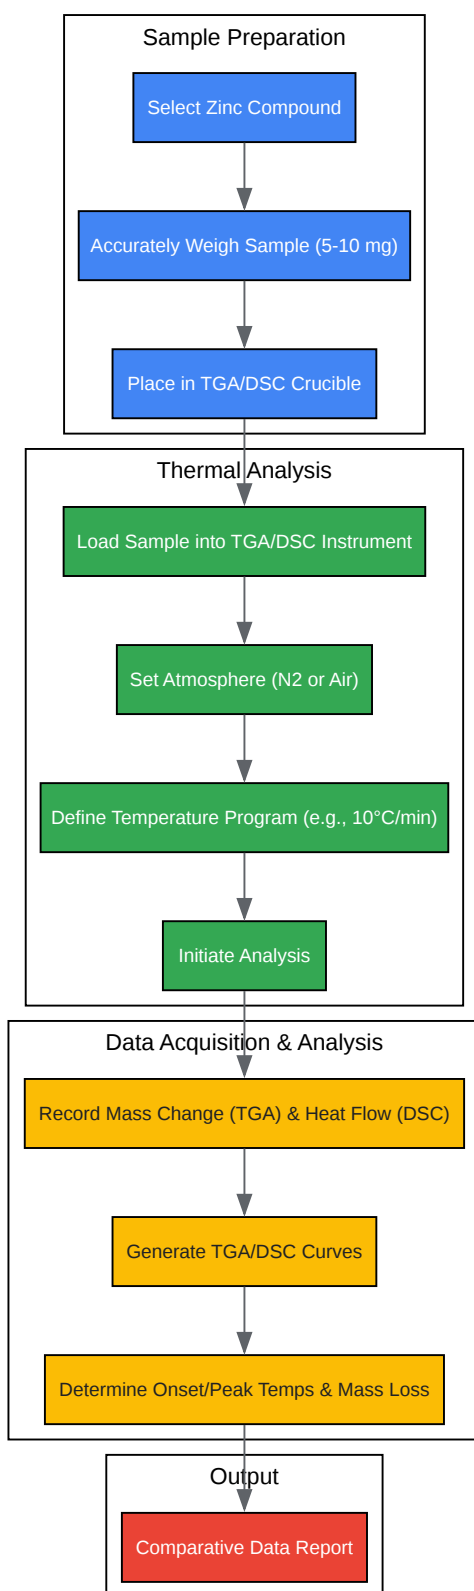 Sample Preparation
Select Zinc Compound
Accurately Weigh Sample (5-10 mg)
Place in TGA/DSC Crucible
Thermal Analysis
Load Sample into TGA/DSC Instrument
Set Atmosphere (N2 or Air)
Define Temperature Program (e.g., 10°C/min)
Initiate Analysis
Data Acquisition & Analysis
Record Mass Change (TGA) & Heat Flow (DSC)
Generate TGA/DSC Curves
Determine Onset/Peak Temps & Mass Loss
Output
Comparative Data Report